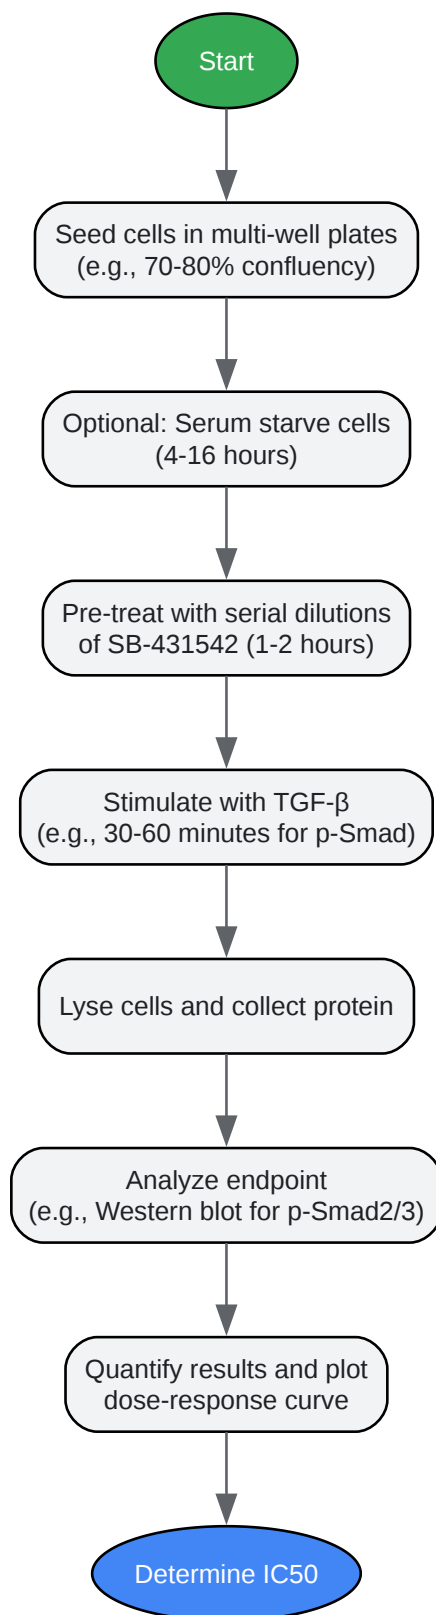 Start
Seed cells in multi-well plates
(e.g., 70-80% confluency)
Optional: Serum starve cells
(4-16 hours)
Pre-treat with serial dilutions
of SB-431542 (1-2 hours)
Stimulate with TGF-β
(e.g., 30-60 minutes for p-Smad)
Lyse cells and collect protein
Analyze endpoint
(e.g., Western blot for p-Smad2/3)
Quantify results and plot
dose-response curve
Determine IC50